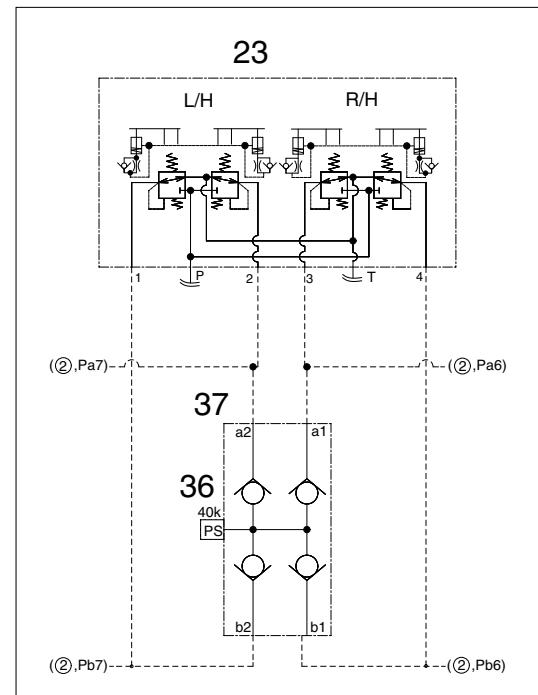 23
L/H R/H
1 P 2 3 T 4
(②,Pa7) (②,Pa6)
37
a2 a1
36
40k
PS
b2 b1
(②,Pb7) (②,Pb6)